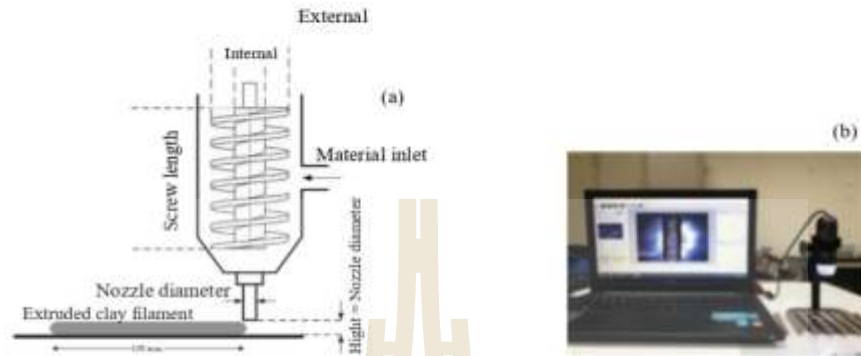 External
Internal
(a)
(b)
Screw length
Material inlet
Nozzle diameter
Hight = Nozzle diameter
Extruded clay filament